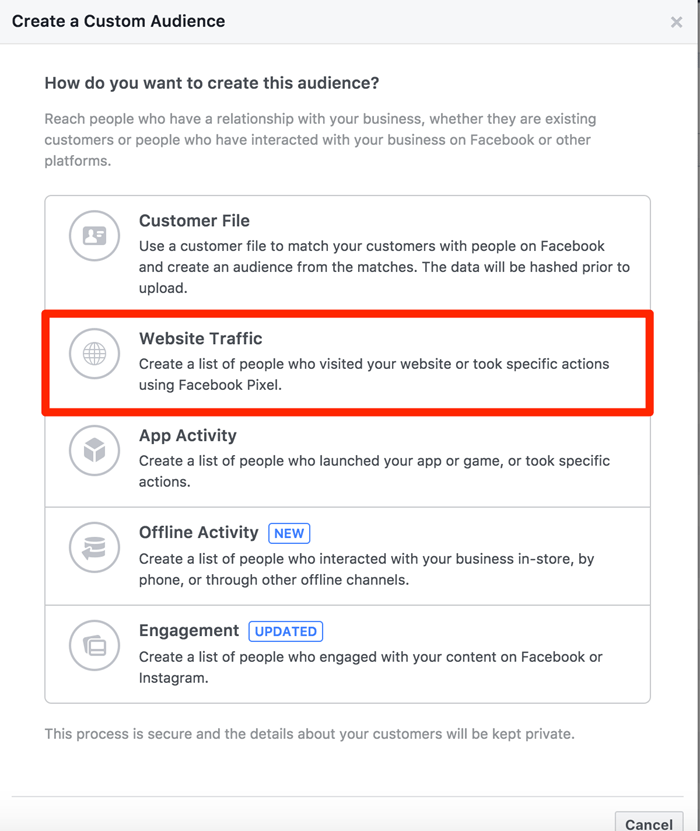 Create a Custom Audience
×
How do you want to create this audience?
Reach people who have a relationship with your business, whether they are existing
customers or people who have interacted with your business on Facebook or other
platforms.
Customer File
Use a customer file to match your customers with people on Facebook
and create an audience from the matches. The data will be hashed prior to
upload.
Website Traffic
Create a list of people who visited your website or took specific actions
using Facebook Pixel.
App Activity
Create a list of people who launched your app or game, or took specific
actions.
Offline Activity NEW
Create a list of people who interacted with your business in-store, by
phone, or through other offline channels.
Engagement UPDATED
Create a list of people who engaged with your content on Facebook or
Instagram.
This process is secure and the details about your customers will be kept private.
Cancel